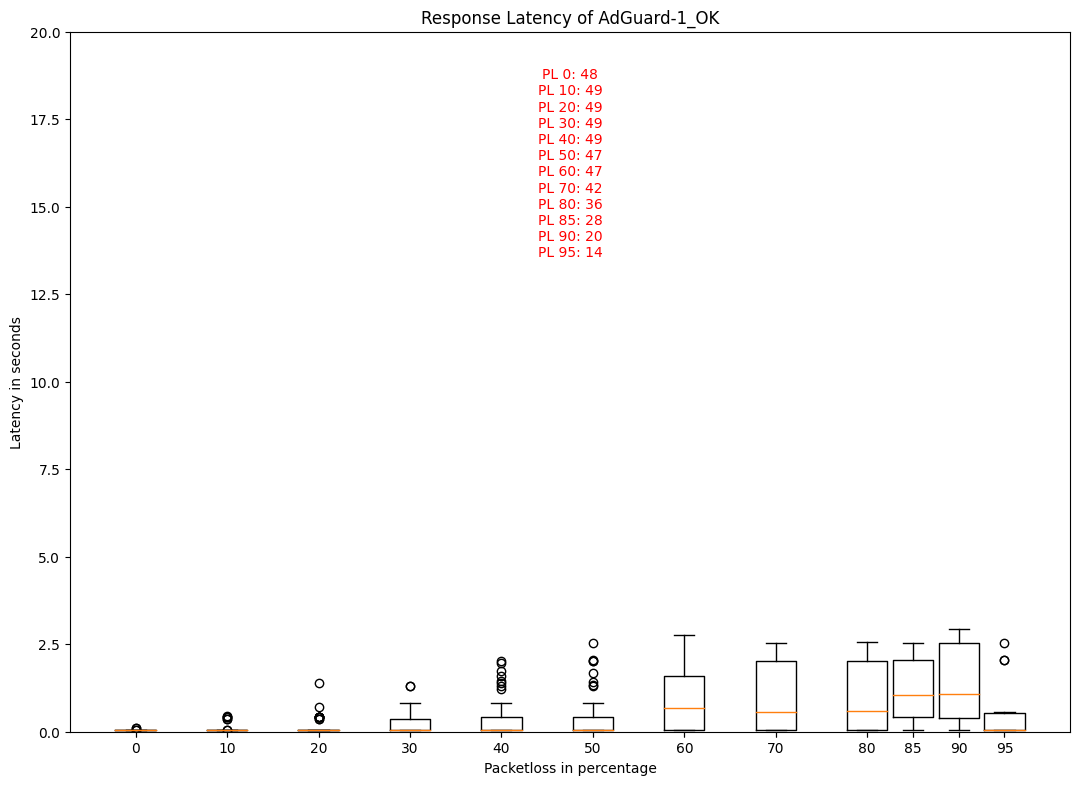 Response Latency of AdGuard-1_OK
20.0
17.5
15.0
12.5
10.0
7.5
5.0
2.5
0.0
Latency in seconds
PL 0: 48
PL 10: 49
PL 20: 49
PL 30: 49
PL 40: 49
PL 50: 47
PL 60: 47
PL 70: 42
PL 80: 36
PL 85: 28
PL 90: 20
PL 95: 14
0 10 20 30 40 50 60 70 80 85 90 95
Packetloss in percentage